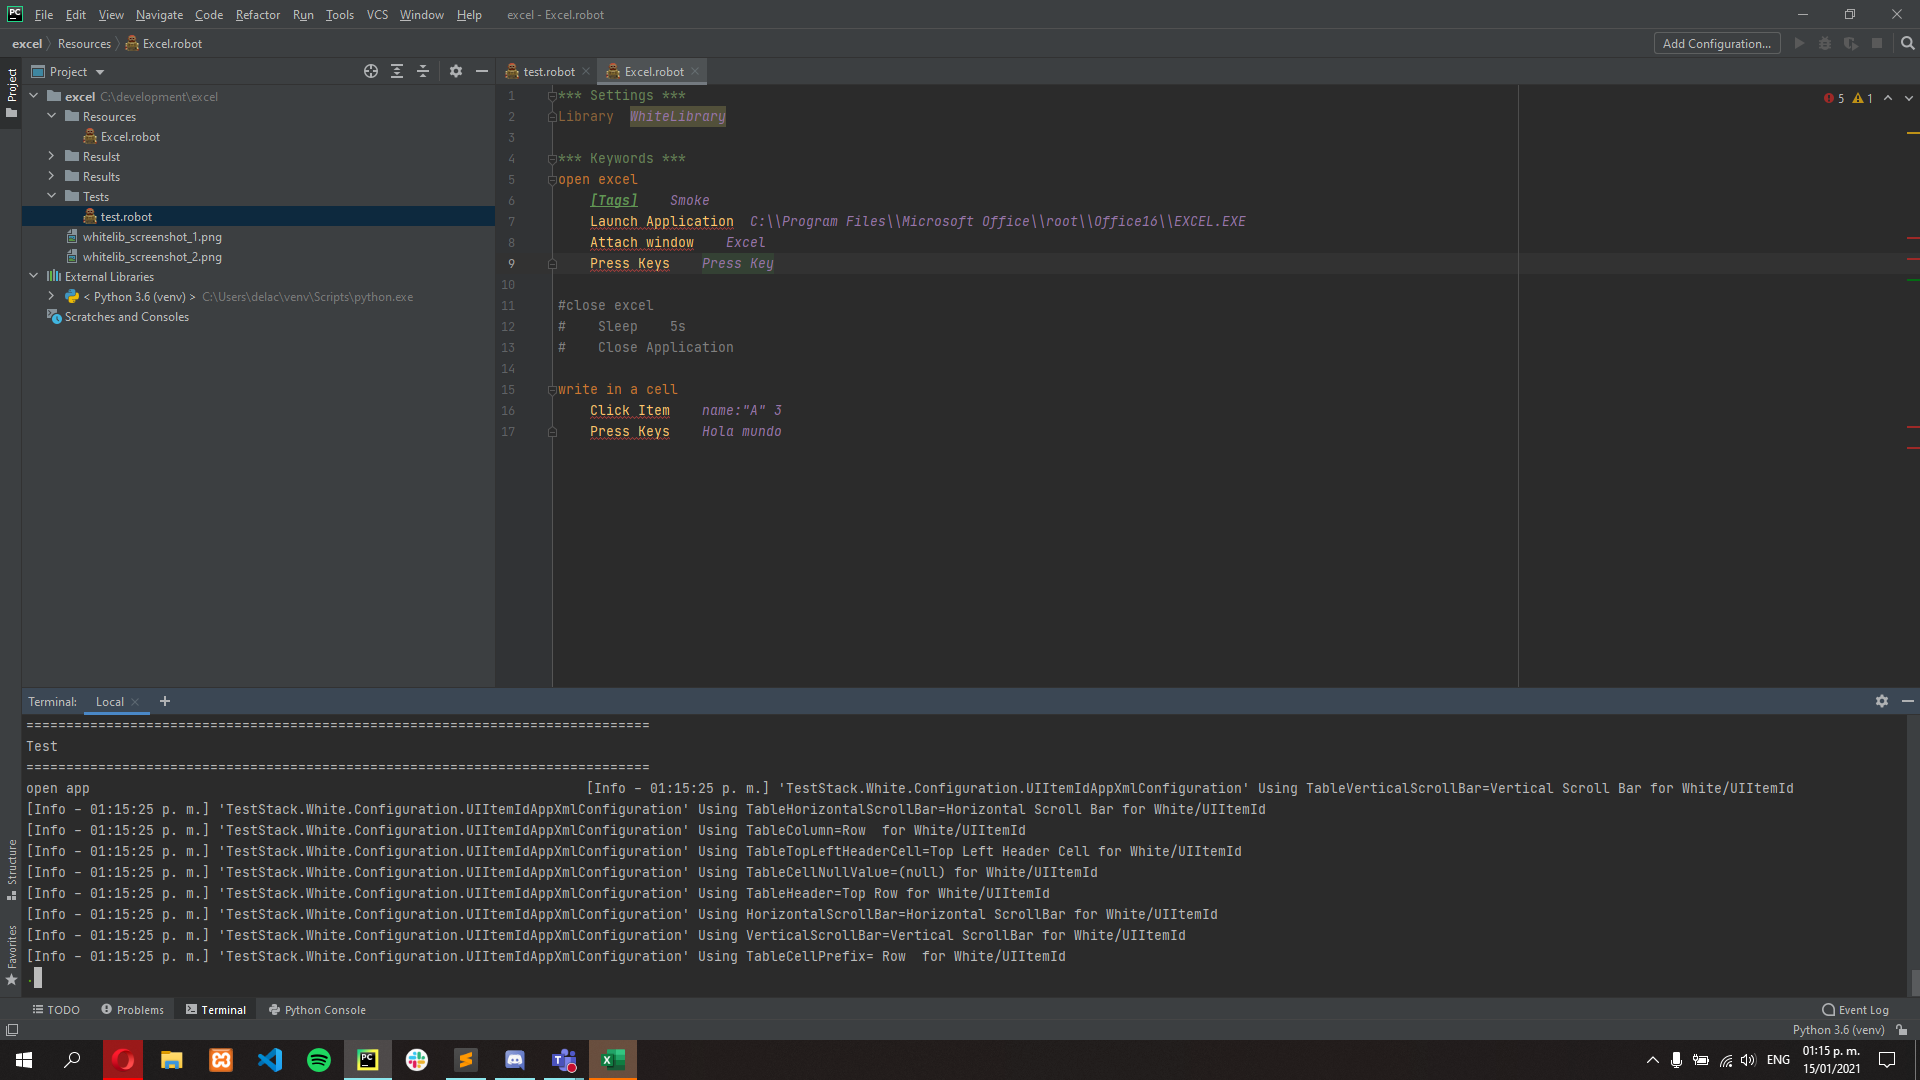 File Edit View Navigate Code Refactor Run Tools VCS Window Help excel - Excel.robot
excel Resources Excel.robot Add Configuration...
Project test.robot Excel.robot
Project
excel C:\development\excel
Resources
Excel.robot
Resulst
Results
Tests
test.robot
whitelib_screenshot_1.png
whitelib_screenshot_2.png
External Libraries
< Python 3.6 (venv) > C:\Users\delac\venv\Scripts\python.exe
Scratches and Consoles
5 1
1 *** Settings ***
2 Library WhiteLibrary
3
4 *** Keywords ***
5 open excel
6 [Tags] Smoke
7 Launch Application C:\\Program Files\\Microsoft Office\\root\\Office16\\EXCEL.EXE
8 Attach window Excel
9 Press Keys Press Key
10
11 #close excel
12 # Sleep 5s
13 # Close Application
14
15 write in a cell
16 Click Item name:"A" 3
17 Press Keys Hola mundo
Terminal: Local
==============================================================================
Test
==============================================================================
open app [Info - 01:15:25 p. m.] 'TestStack.White.Configuration.UIItemIdAppXmlConfiguration' Using TableVerticalScrollBar=Vertical Scroll Bar for White/UIItemId
[Info - 01:15:25 p. m.] 'TestStack.White.Configuration.UIItemIdAppXmlConfiguration' Using TableHorizontalScrollBar=Horizontal Scroll Bar for White/UIItemId
[Info - 01:15:25 p. m.] 'TestStack.White.Configuration.UIItemIdAppXmlConfiguration' Using TableColumn=Row  for White/UIItemId
[Info - 01:15:25 p. m.] 'TestStack.White.Configuration.UIItemIdAppXmlConfiguration' Using TableTopLeftHeaderCell=Top Left Header Cell for White/UIItemId
[Info - 01:15:25 p. m.] 'TestStack.White.Configuration.UIItemIdAppXmlConfiguration' Using TableCellNullValue=(null) for White/UIItemId
[Info - 01:15:25 p. m.] 'TestStack.White.Configuration.UIItemIdAppXmlConfiguration' Using TableHeader=Top Row for White/UIItemId
[Info - 01:15:25 p. m.] 'TestStack.White.Configuration.UIItemIdAppXmlConfiguration' Using HorizontalScrollBar=Horizontal ScrollBar for White/UIItemId
[Info - 01:15:25 p. m.] 'TestStack.White.Configuration.UIItemIdAppXmlConfiguration' Using VerticalScrollBar=Vertical ScrollBar for White/UIItemId
[Info - 01:15:25 p. m.] 'TestStack.White.Configuration.UIItemIdAppXmlConfiguration' Using TableCellPrefix= Row  for White/UIItemId
.
Structure
Favorites
TODO Problems Terminal Python Console Event Log
Python 3.6 (venv)
ENG 01:15 p. m.
15/01/2021